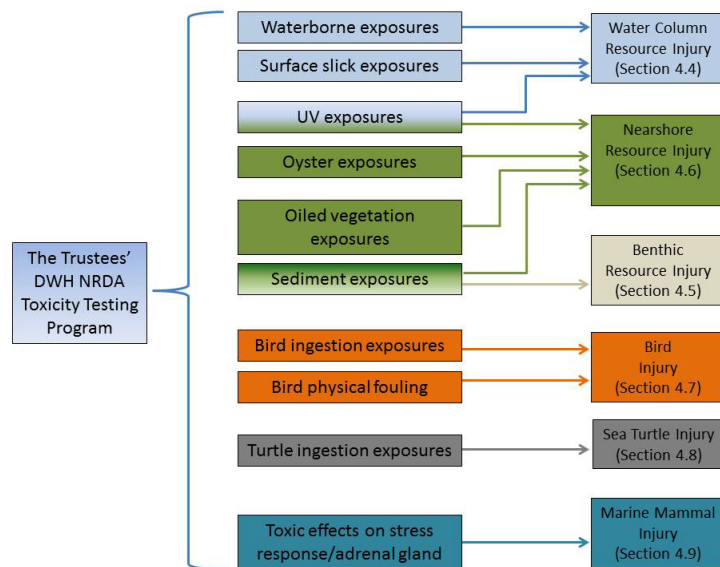 The Trustees'
DWH NRDA
Toxicity Testing
Program
Waterborne exposures
Surface slick exposures
UV exposures
Oyster exposures
Oiled vegetation
exposures
Sediment exposures
Bird ingestion exposures
Bird physical fouling
Turtle ingestion exposures
Toxic effects on stress
response/adrenal gland
Water Column
Resource Injury
(Section 4.4)
Nearshore
Resource Injury
(Section 4.6)
Benthic
Resource Injury
(Section 4.5)
Bird
Injury
(Section 4.7)
Sea Turtle Injury
(Section 4.8)
Marine Mammal
Injury
(Section 4.9)